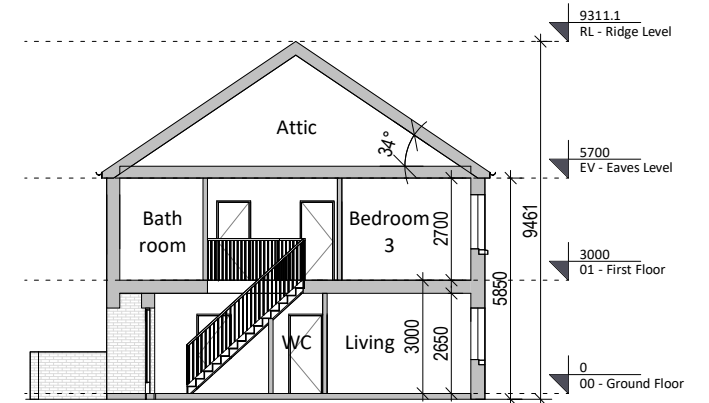 9311.1
RL - Ridge Level
Attic
34°
5700
EV - Eaves Level
9461
Bath
room
Bedroom
3
2700
3000
01 - First Floor
5850
WC
Living
3000
2650
0
00 - Ground Floor